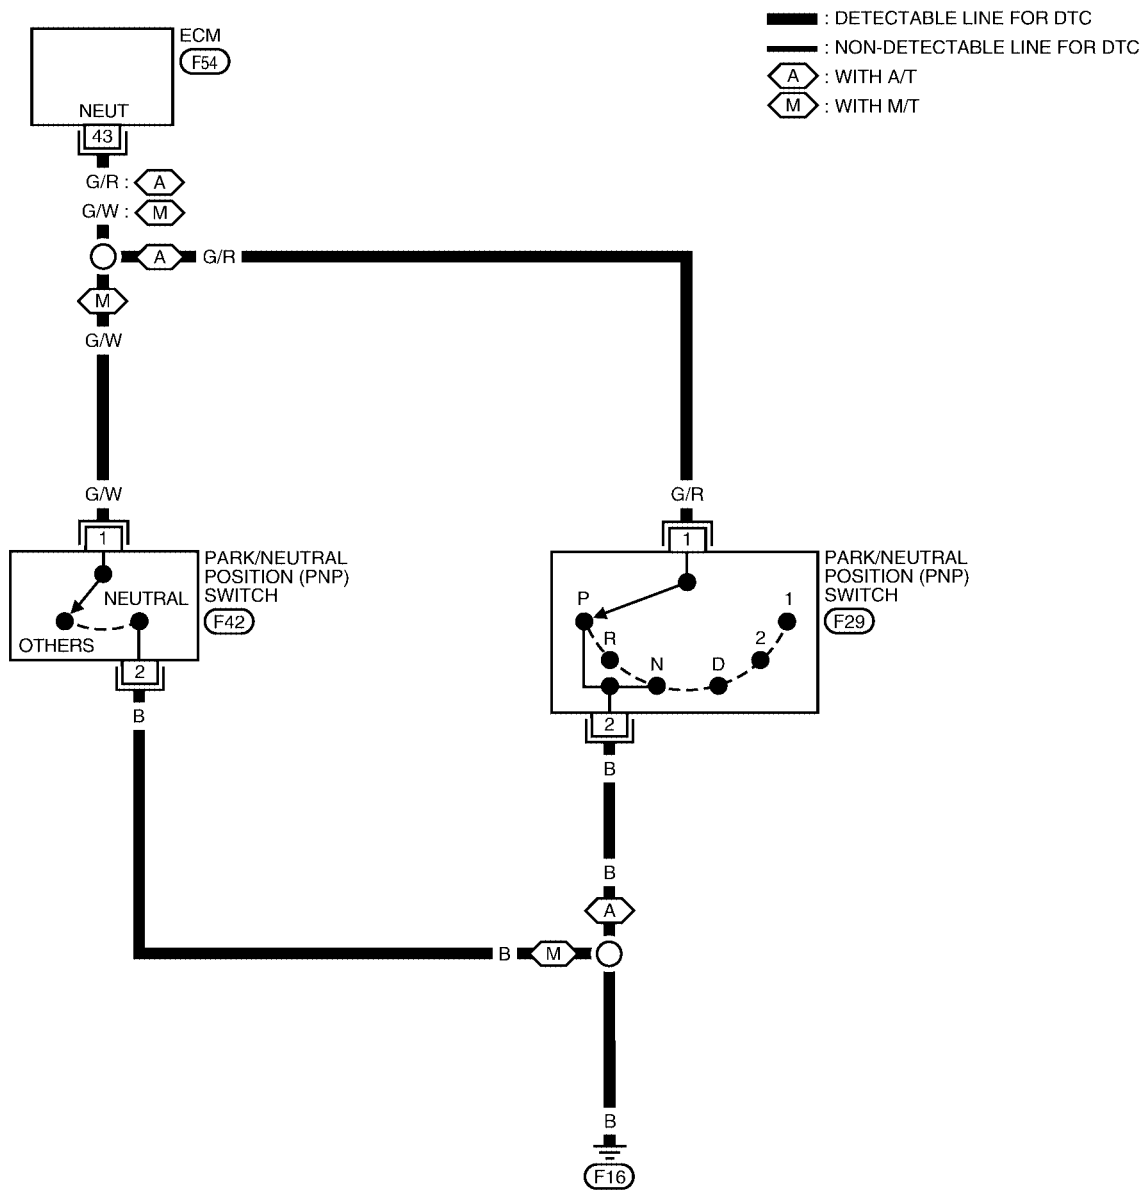 : DETECTABLE LINE FOR DTC
: NON-DETECTABLE LINE FOR DTC
A : WITH A/T
M : WITH M/T
ECM
F54
NEUT
43
G/R : A
G/W : M
A G/R
M
G/W
G/W
G/R
1
PARK/NEUTRAL
POSITION (PNP)
SWITCH
F42
NEUTRAL
OTHERS
2
B
1
PARK/NEUTRAL
POSITION (PNP)
SWITCH
F29
P
R
N
D
2
1
2
B
B
A
B M
B
F16